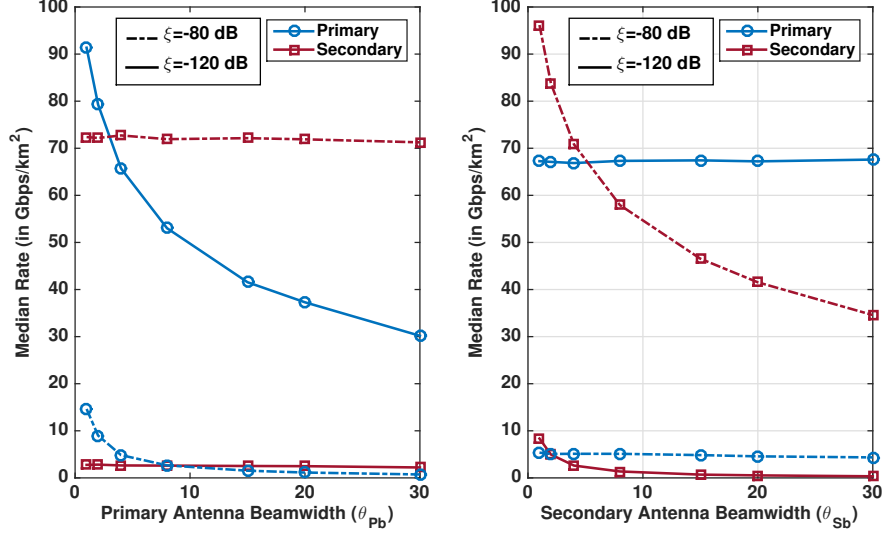 ξ=-80 dB
ξ=-120 dB
Primary
Secondary
100
90
80
70
60
50
40
30
20
10
0
0
10
20
30
Median Rate (in Gbps/km²)
Primary Antenna Beamwidth (θ_Pb)
ξ=-80 dB
ξ=-120 dB
Primary
Secondary
100
90
80
70
60
50
40
30
20
10
0
0
10
20
30
Median Rate (in Gbps/km²)
Secondary Antenna Beamwidth (θ_Sb)